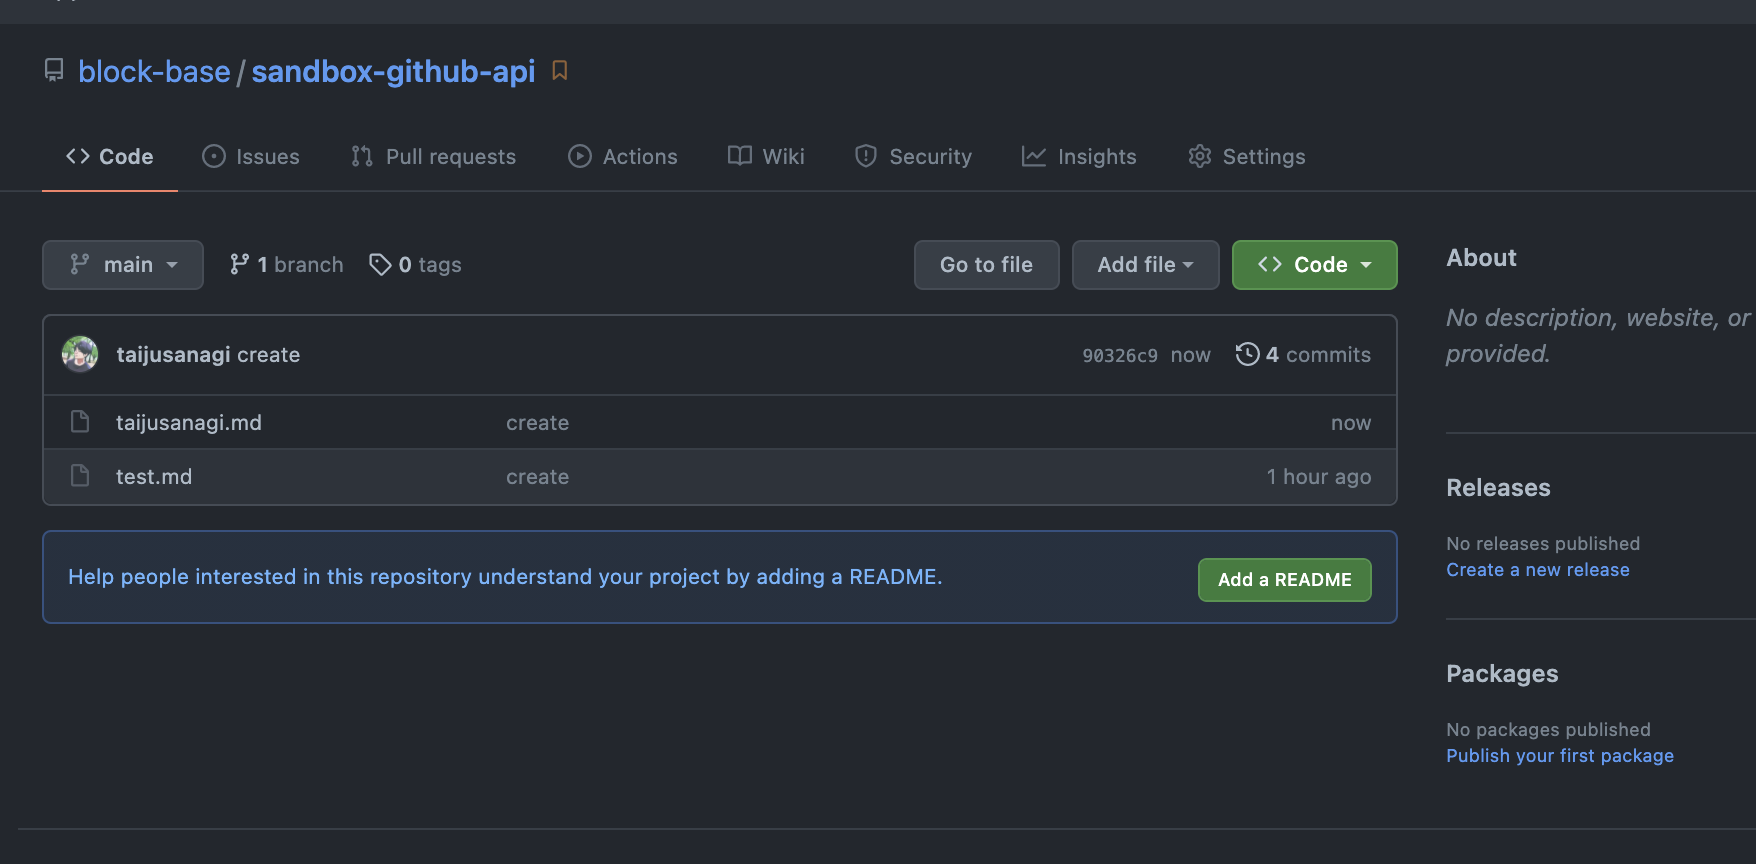 block-base / sandbox-github-api
Code Issues Pull requests Actions Wiki Security Insights Settings
main 1 branch 0 tags Go to file Add file Code
taijusanagi create 90326c9 now 4 commits
taijusanagi.md create now
test.md create 1 hour ago
Help people interested in this repository understand your project by adding a README. Add a README
About
No description, website, or
provided.
Releases
No releases published
Create a new release
Packages
No packages published
Publish your first package